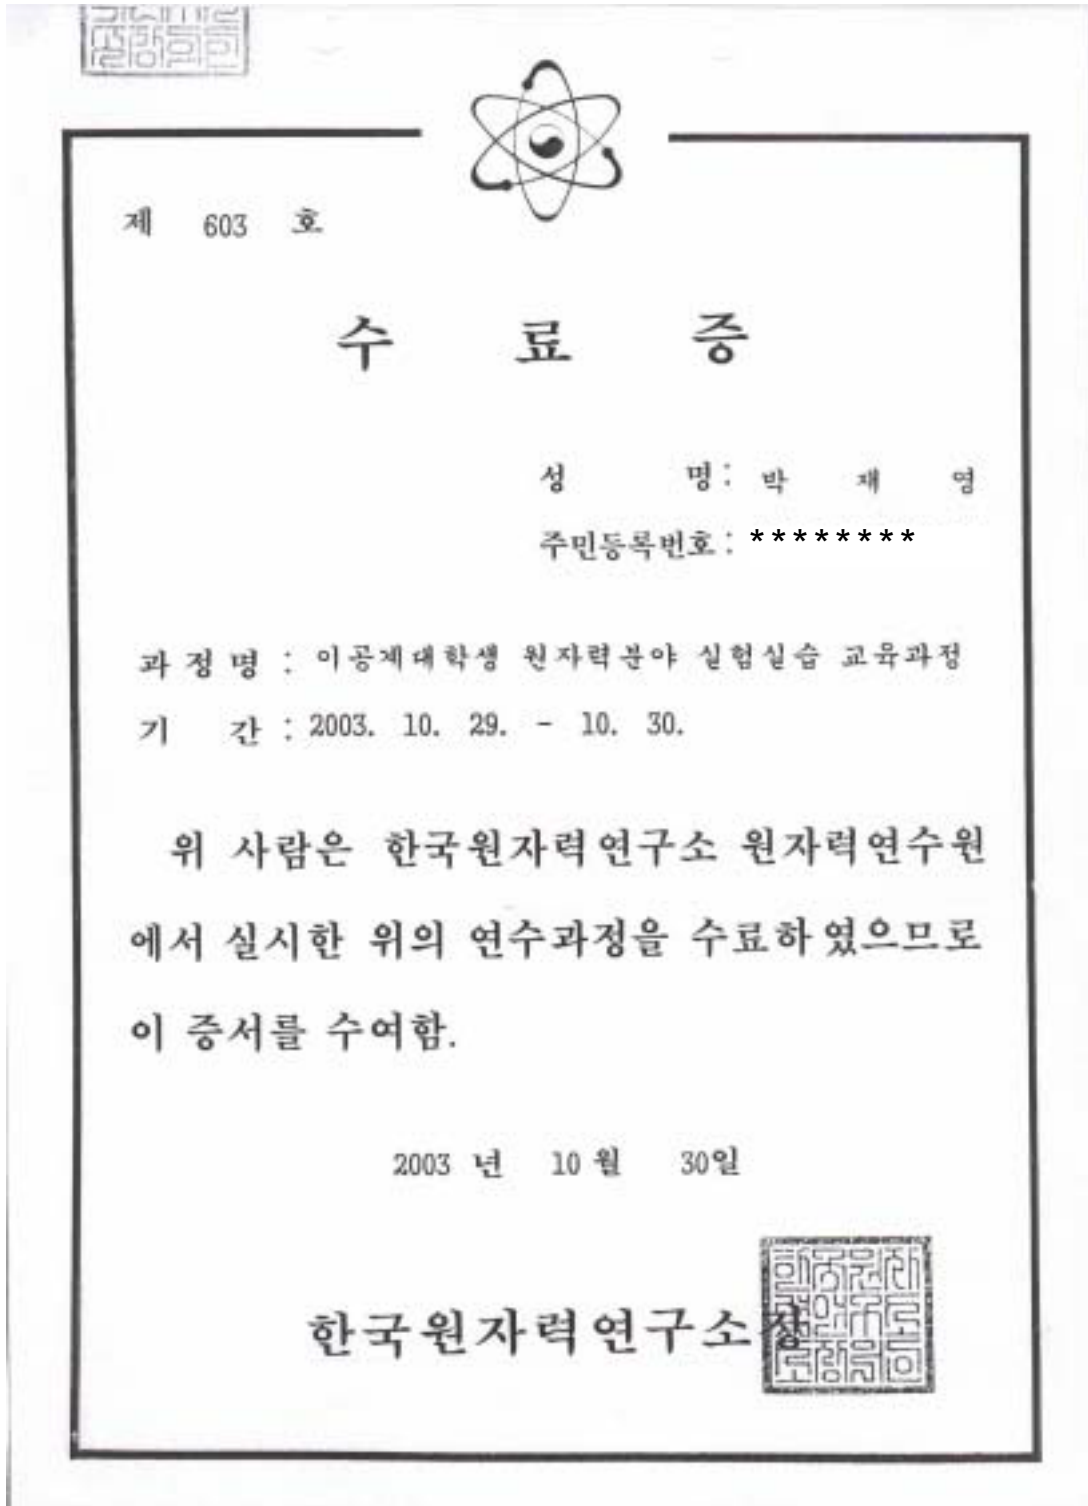 제 603 호
수 료 증
성 명 : 박 재 영
주민등록번호 : ********
과 정 명 : 이공계대학생 원자력분야 실험실습 교육과정
기 간 : 2003. 10. 29. - 10. 30.
위 사람은 한국원자력연구소 원자력연수원
에서 실시한 위의 연수과정을 수료하였으므로
이 증서를 수여함.
2003 년 10 월 30일
한국원자력연구소장